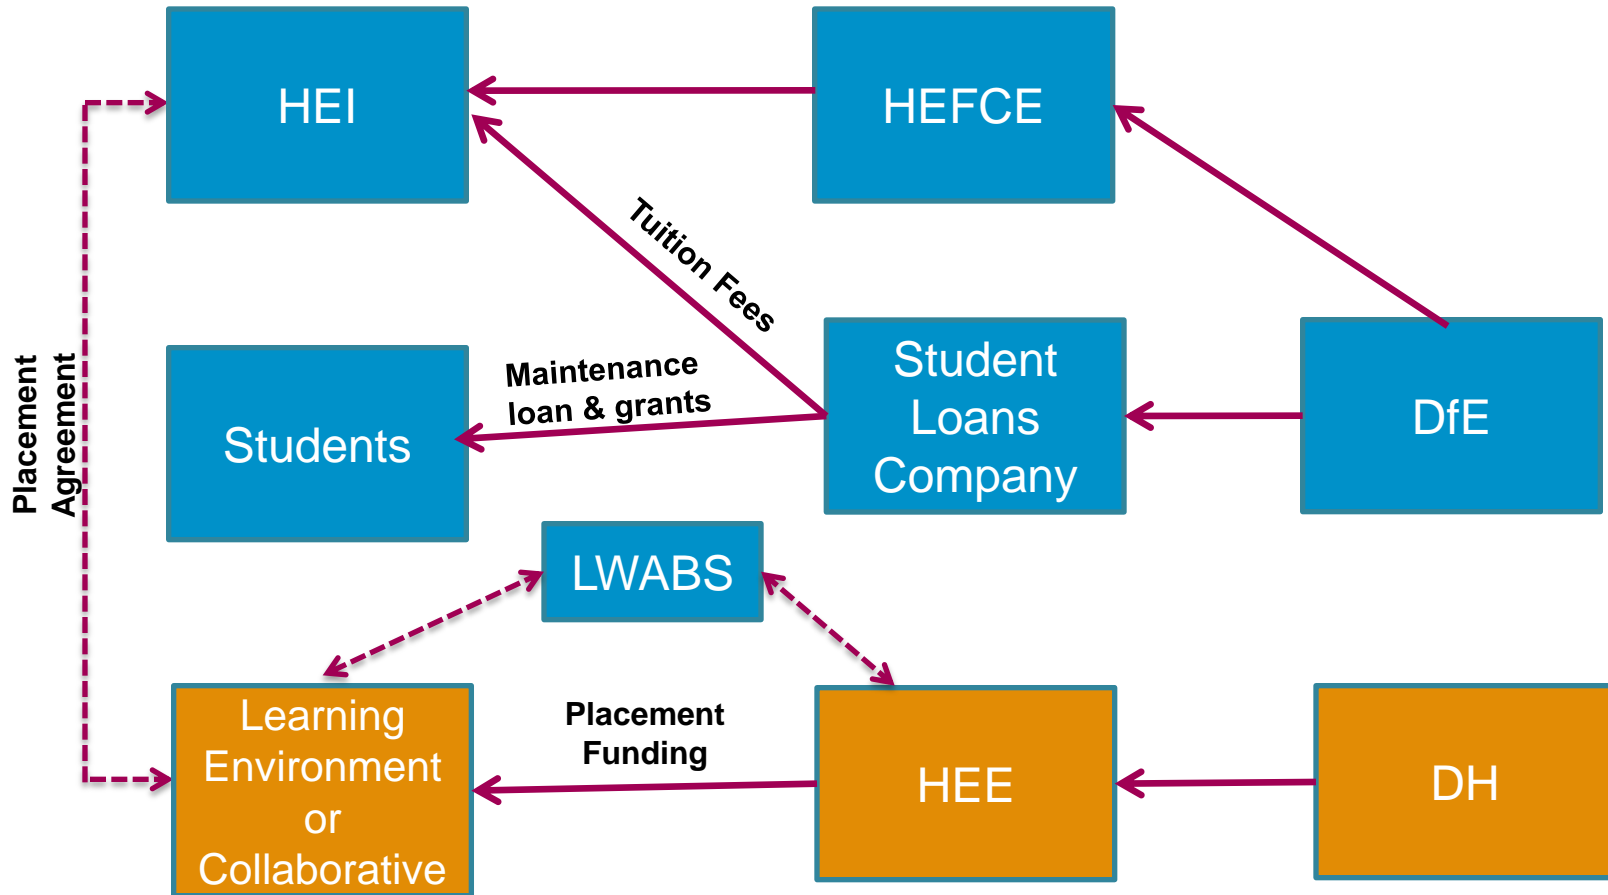 HEI
HEFCE
Tuition Fees
Placement
Agreement
Students
Maintenance
loan & grants
Student
Loans
Company
DfE
LWABS
Learning
Environment
or
Collaborative
Placement
Funding
HEE
DH